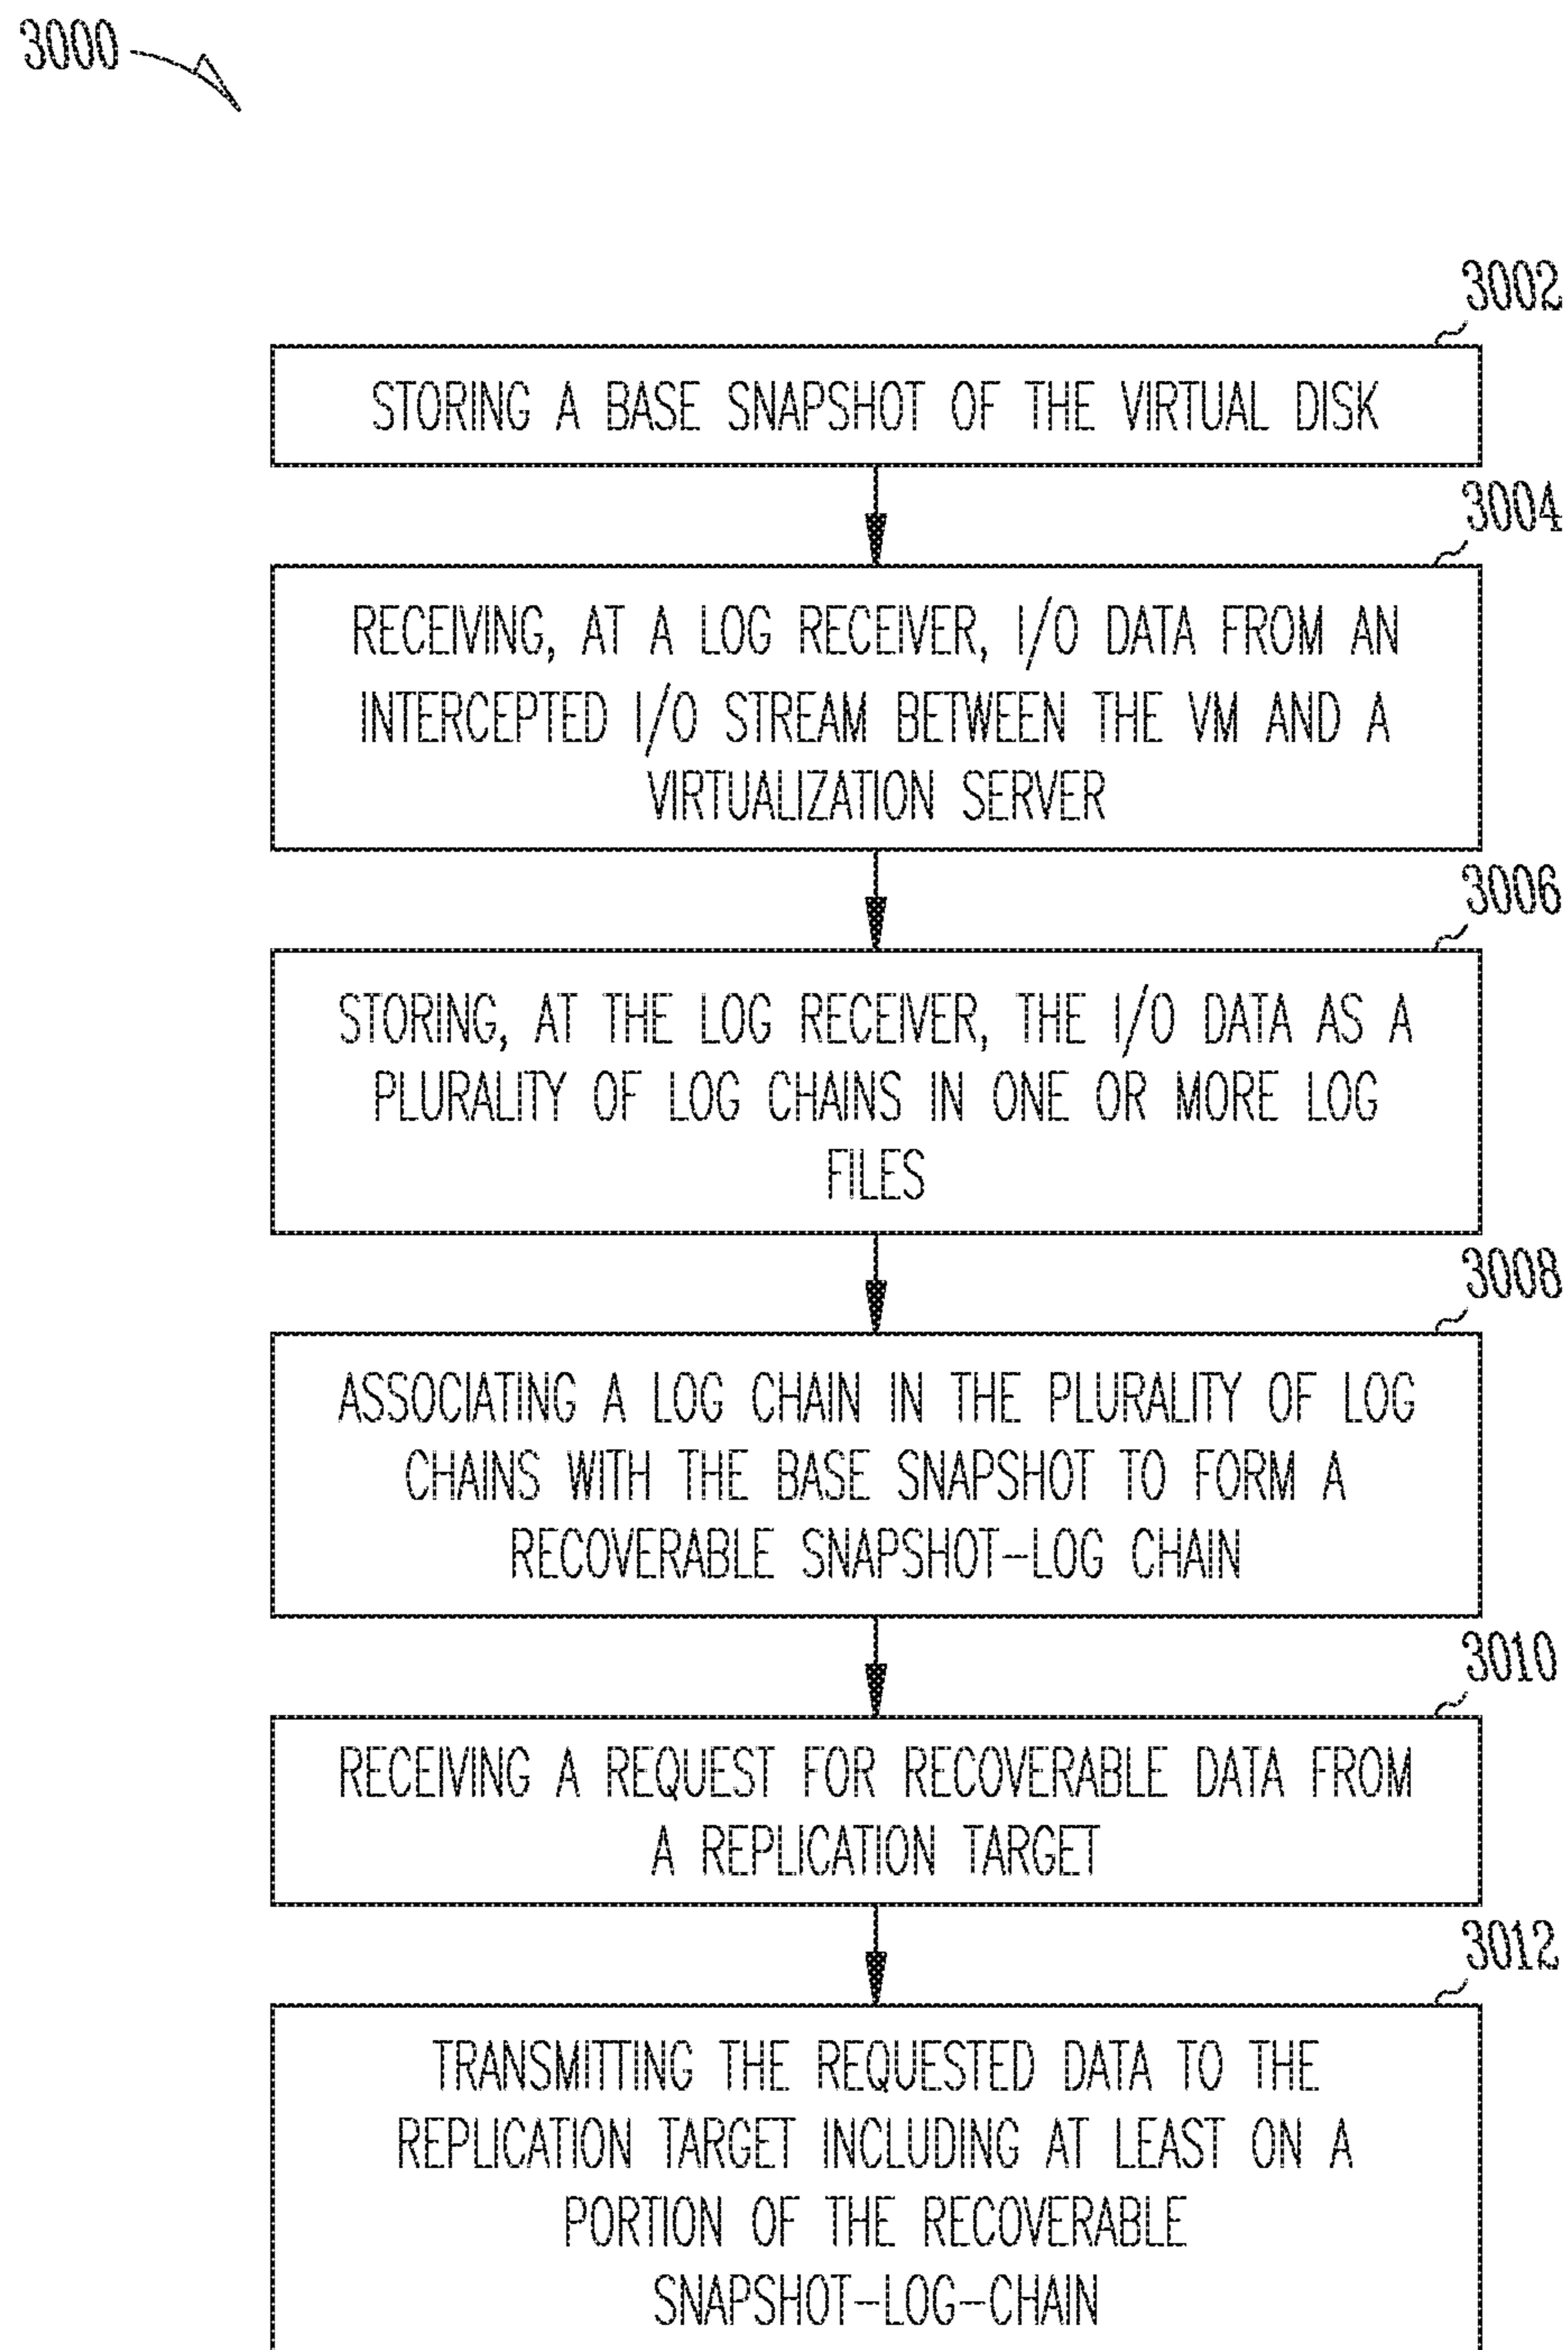 3000
3002
STORING A BASE SNAPSHOT OF THE VIRTUAL DISK
3004
RECEIVING, AT A LOG RECEIVER, I/O DATA FROM AN
INTERCEPTED I/O STREAM BETWEEN THE VM AND A
VIRTUALIZATION SERVER
3006
STORING, AT THE LOG RECEIVER, THE I/O DATA AS A
PLURALITY OF LOG CHAINS IN ONE OR MORE LOG
FILES
3008
ASSOCIATING A LOG CHAIN IN THE PLURALITY OF LOG
CHAINS WITH THE BASE SNAPSHOT TO FORM A
RECOVERABLE SNAPSHOT-LOG CHAIN
3010
RECEIVING A REQUEST FOR RECOVERABLE DATA FROM
A REPLICATION TARGET
3012
TRANSMITTING THE REQUESTED DATA TO THE
REPLICATION TARGET INCLUDING AT LEAST ON A
PORTION OF THE RECOVERABLE
SNAPSHOT-LOG-CHAIN